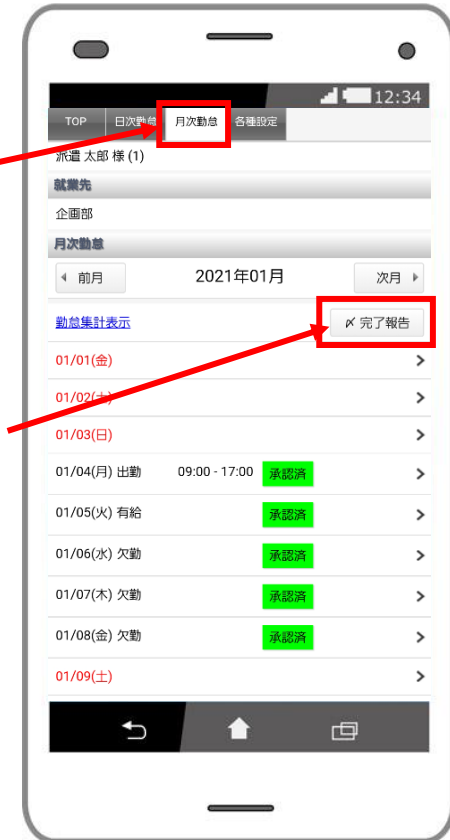 12:34
TOP 日次勤怠 月次勤怠 各種設定
派遣 太郎 様 (1)
就業先
企画部
月次勤怠
前月 2021年01月 次月
勤怠集計表示 〆完了報告
01/01(金)
01/02(土)
01/03(日)
01/04(月) 出勤 09:00 - 17:00 承認済
01/05(火) 有給 承認済
01/06(水) 欠勤 承認済
01/07(木) 欠勤 承認済
01/08(金) 欠勤 承認済
01/09(土)